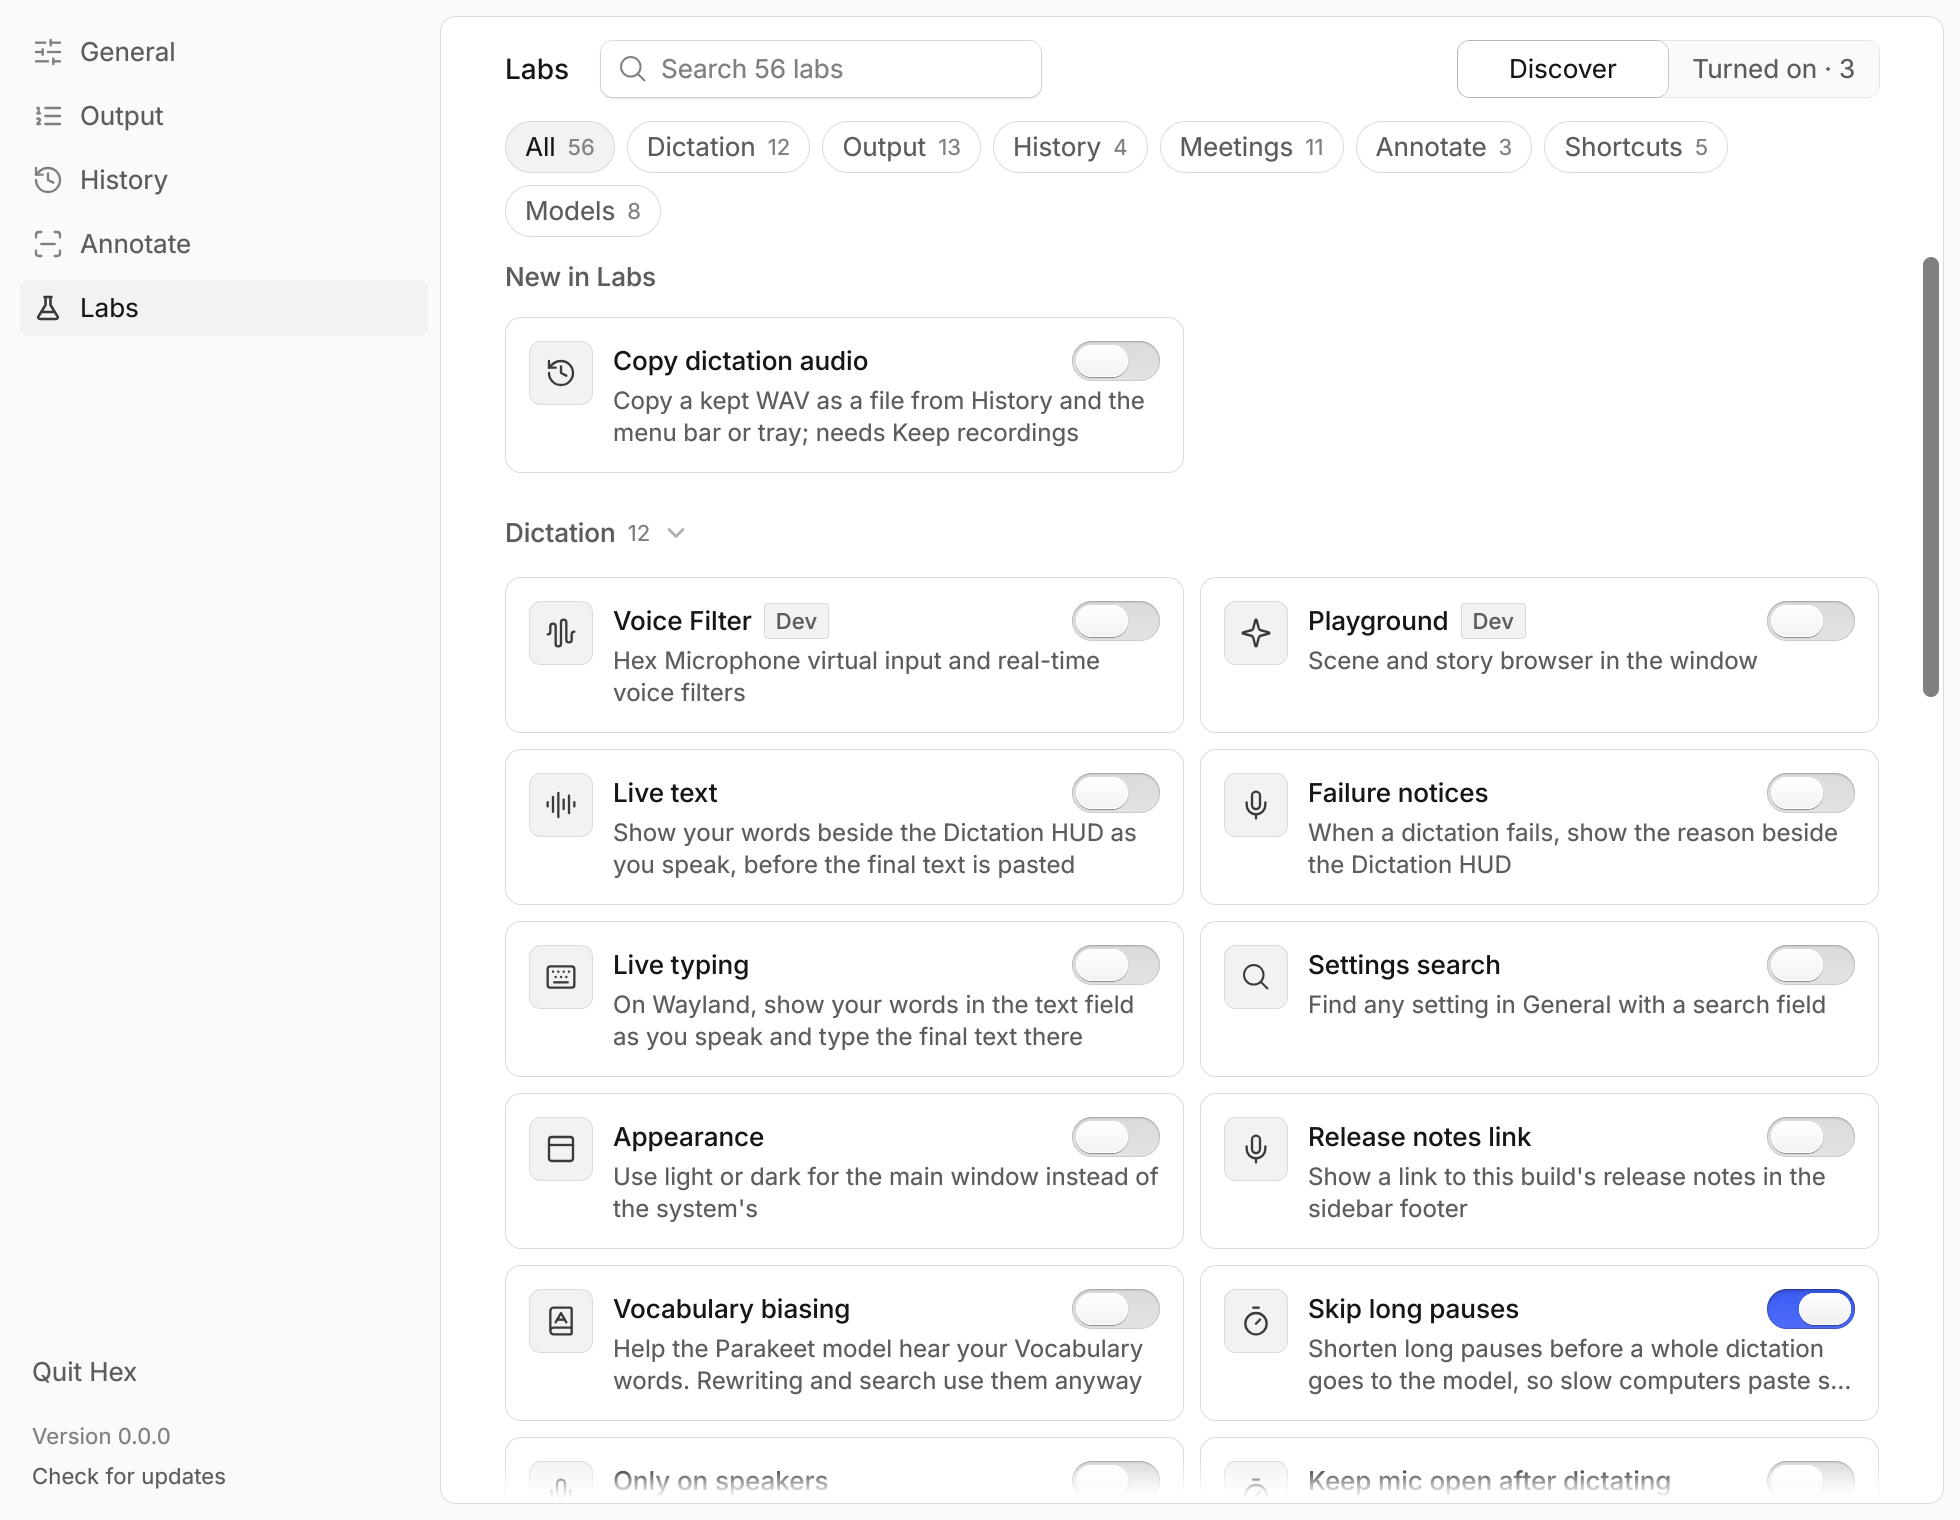 General
Output
History
Annotate
Labs
Quit Hex
Version 0.0.0
Check for updates
Labs
Search 56 labs
Discover
Turned on · 3
All 56
Dictation 12
Output 13
History 4
Meetings 11
Annotate 3
Shortcuts 5
Models 8
New in Labs
Copy dictation audio
Copy a kept WAV as a file from History and the
menu bar or tray; needs Keep recordings
Dictation 12
Voice Filter Dev
Hex Microphone virtual input and real-time
voice filters
Playground Dev
Scene and story browser in the window
Live text
Show your words beside the Dictation HUD as
you speak, before the final text is pasted
Failure notices
When a dictation fails, show the reason beside
the Dictation HUD
Live typing
On Wayland, show your words in the text field
as you speak and type the final text there
Settings search
Find any setting in General with a search field
Appearance
Use light or dark for the main window instead of
the system's
Release notes link
Show a link to this build's release notes in the
sidebar footer
Vocabulary biasing
Help the Parakeet model hear your Vocabulary
words. Rewriting and search use them anyway
Skip long pauses
Shorten long pauses before a whole dictation
goes to the model, so slow computers paste s...
Only on speakers
Keep mic open after dictating